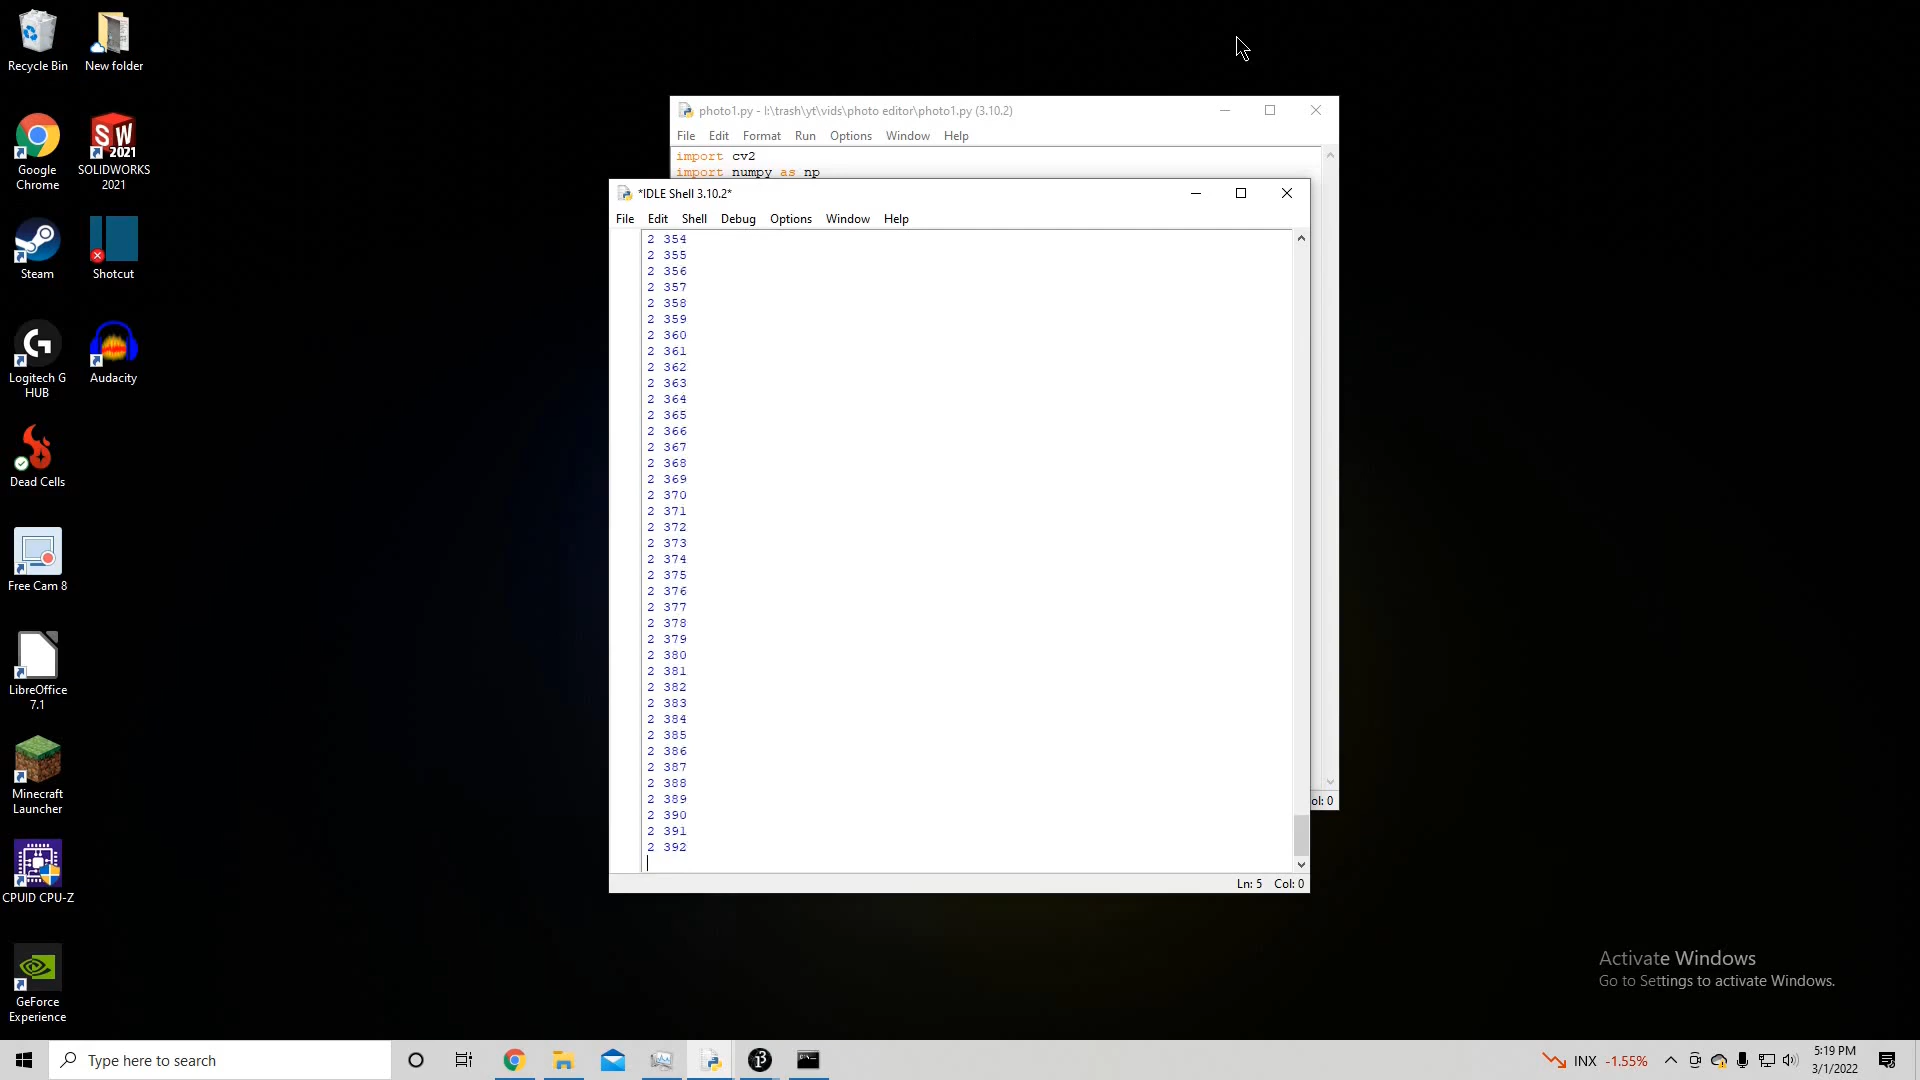 Recycle Bin
New folder
Google
Chrome
SW
2021
SOLIDWORKS
2021
Steam
Shotcut
Logitech G
HUB
Audacity
Dead Cells
Free Cam 8
LibreOffice
7.1
Minecraft
Launcher
CPUID CPU-Z
GeForce
Experience
photo1.py - I:\trash\yt\vids\photo editor\photo1.py (3.10.2)
File Edit Format Run Options Window Help
import cv2
import numpy as np
ol: 0
*IDLE Shell 3.10.2*
File Edit Shell Debug Options Window Help
2 354
2 355
2 356
2 357
2 358
2 359
2 360
2 361
2 362
2 363
2 364
2 365
2 366
2 367
2 368
2 369
2 370
2 371
2 372
2 373
2 374
2 375
2 376
2 377
2 378
2 379
2 380
2 381
2 382
2 383
2 384
2 385
2 386
2 387
2 388
2 389
2 390
2 391
2 392
Ln: 5 Col: 0
Activate Windows
Go to Settings to activate Windows.
Type here to search
INX -1.55%
5:19 PM
3/1/2022